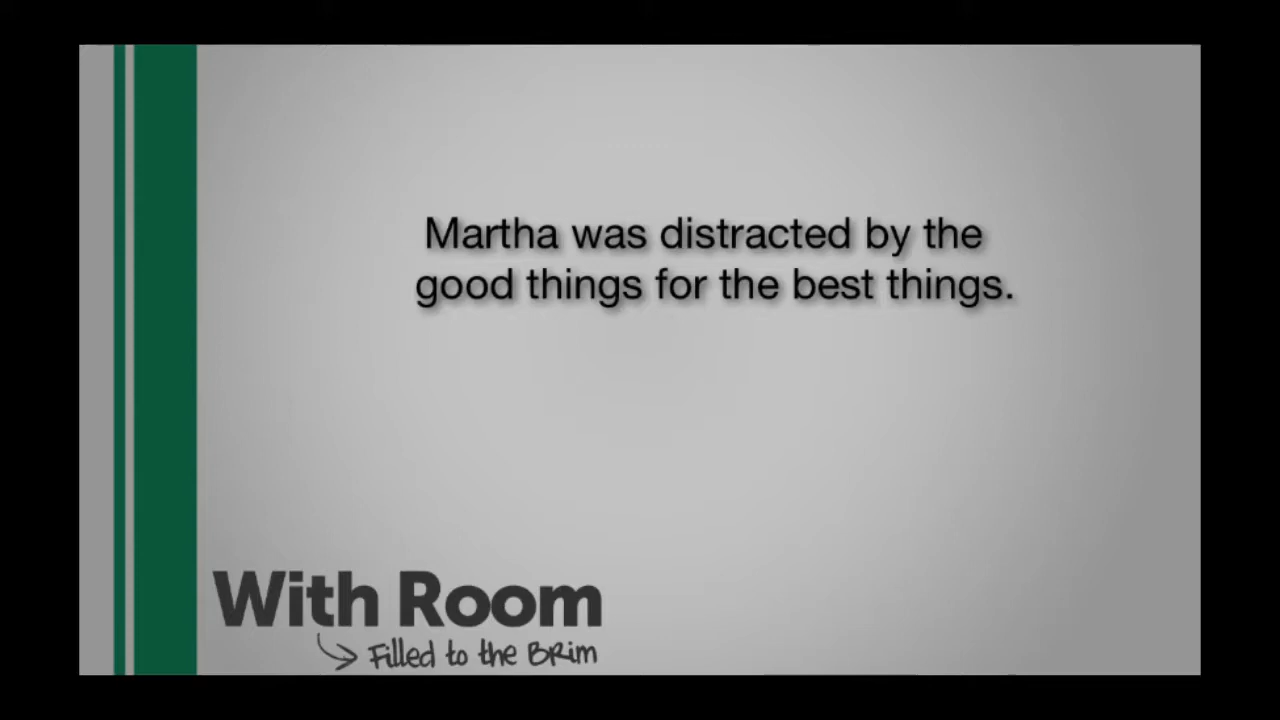 Martha was distracted by the
good things for the best things.
With Room
Filled to the BRim